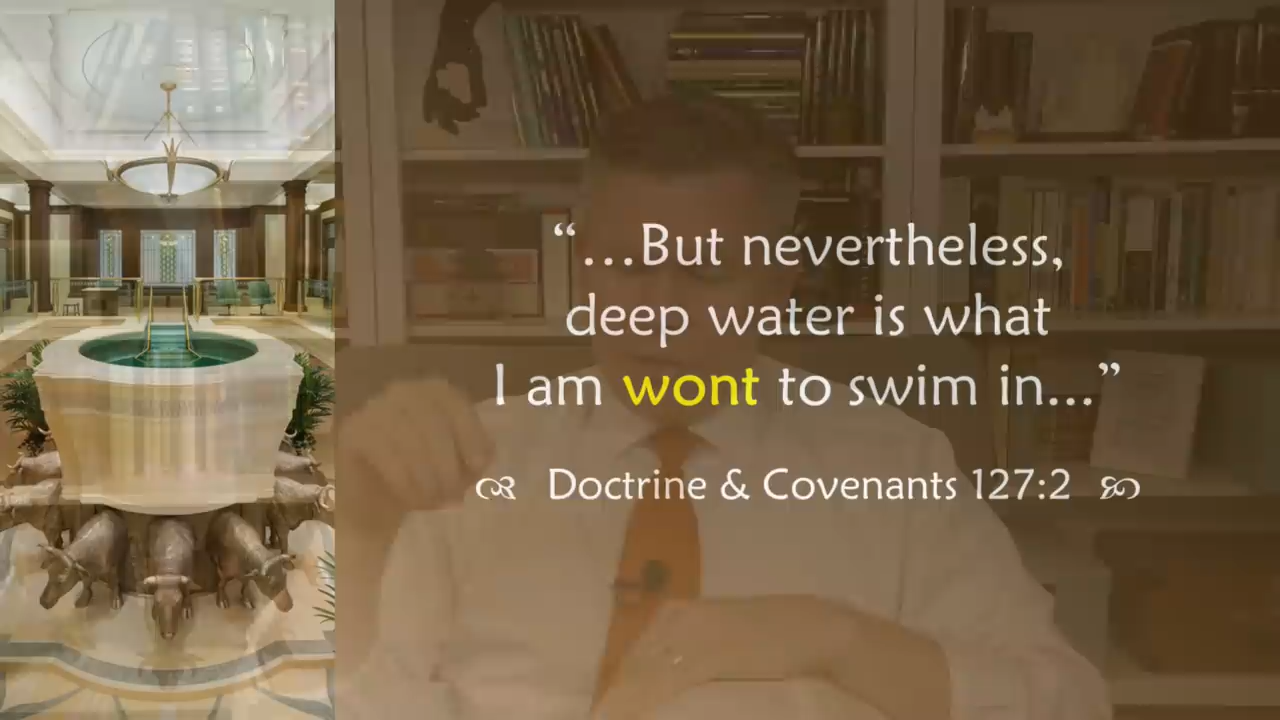 “…But nevertheless,
deep water is what
I am wont to swim in…”
Doctrine & Covenants 127:2